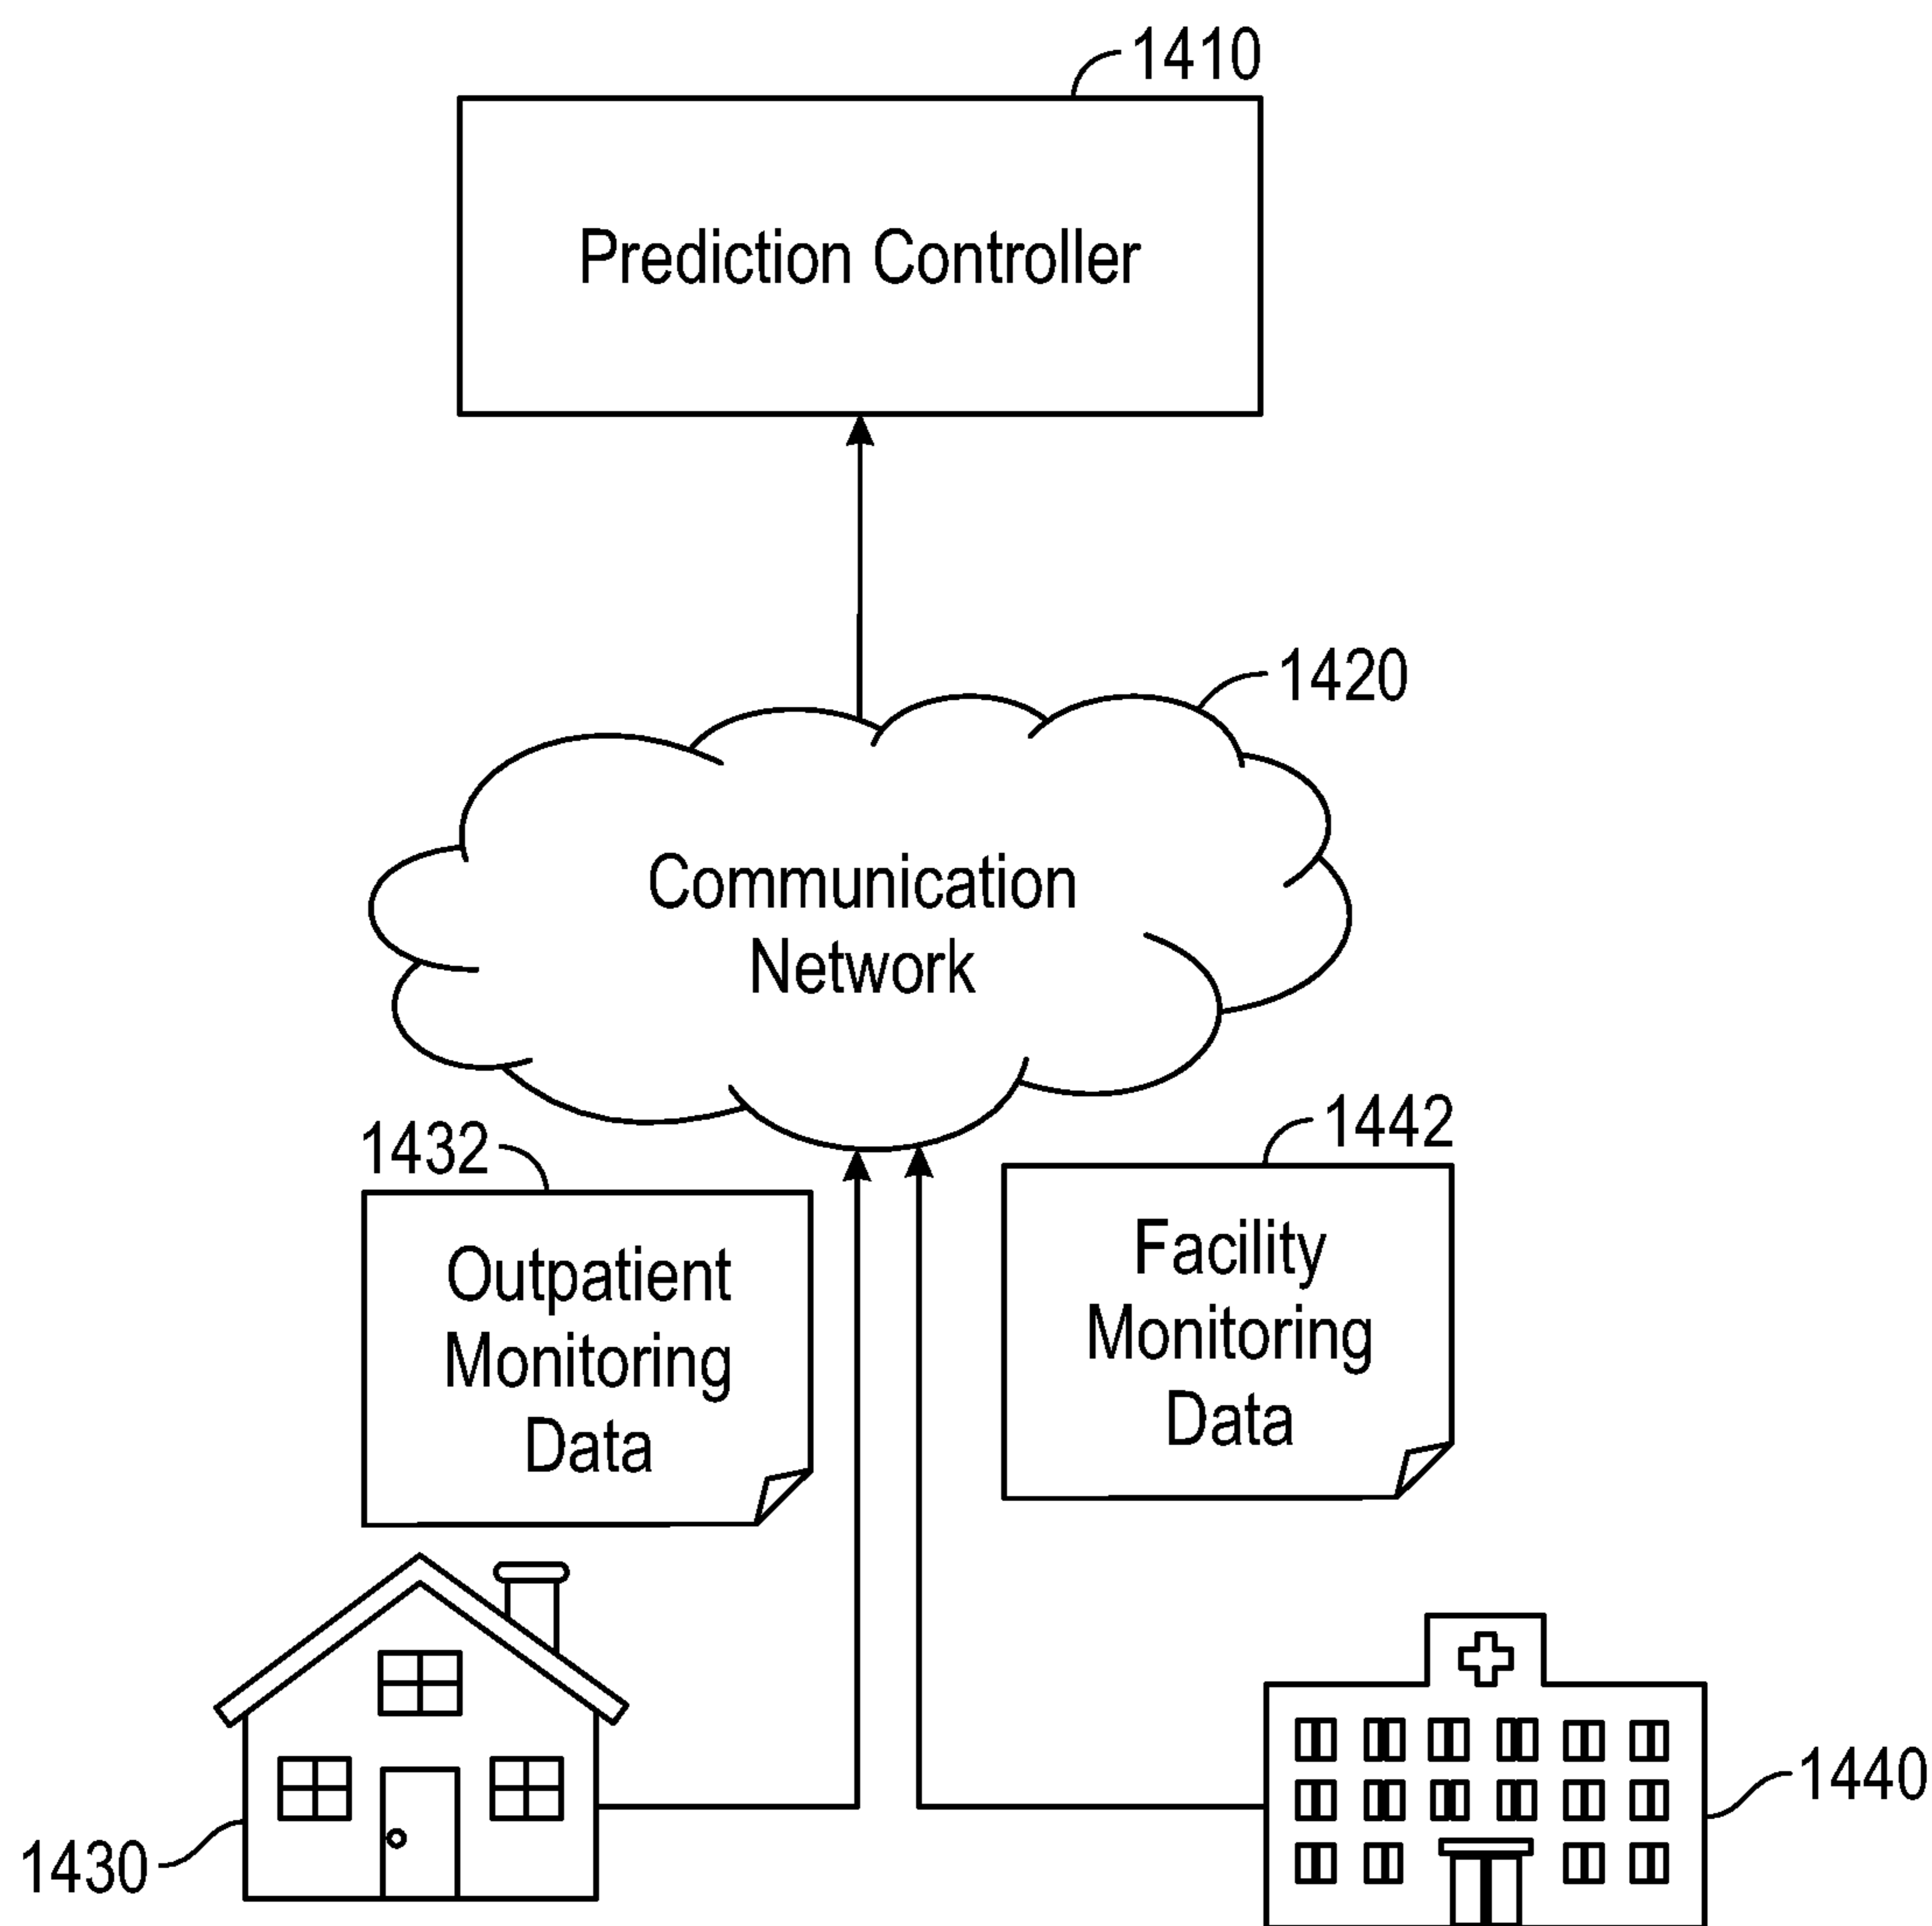 1410
Prediction Controller
1420
Communication
Network
1432
1442
Outpatient
Monitoring
Data
Facility
Monitoring
Data
1430
1440